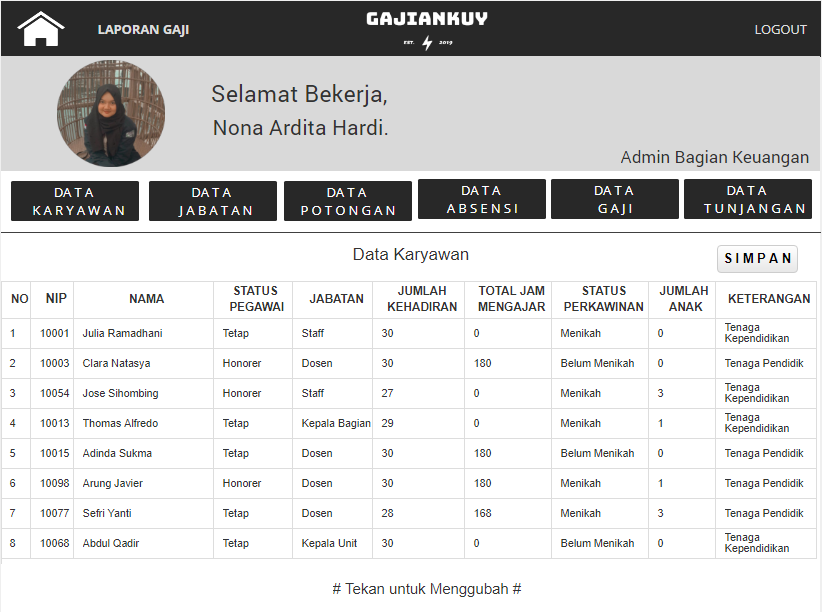 LAPORAN GAJI
GAJIANKUY
EST. 2019
LOGOUT
Selamat Bekerja,
Nona Ardita Hardi.
Admin Bagian Keuangan
DATA KARYAWAN
DATA JABATAN
DATA POTONGAN
DATA ABSENSI
DATA GAJI
DATA TUNJANGAN
Data Karyawan
SIMPAN
NO NIP NAMA STATUS PEGAWAI JABATAN JUMLAH KEHADIRAN TOTAL JAM MENGAJAR STATUS PERKAWINAN JUMLAH ANAK KETERANGAN
1 10001 Julia Ramadhani Tetap Staff 30 0 Menikah 0 Tenaga Kependidikan
2 10003 Clara Natasya Honorer Dosen 30 180 Belum Menikah 0 Tenaga Pendidik
3 10054 Jose Sihombing Honorer Staff 27 0 Menikah 3 Tenaga Kependidikan
4 10013 Thomas Alfredo Tetap Kepala Bagian 29 0 Menikah 1 Tenaga Kependidikan
5 10015 Adinda Sukma Tetap Dosen 30 180 Belum Menikah 0 Tenaga Pendidik
6 10098 Arung Javier Honorer Dosen 30 180 Menikah 1 Tenaga Pendidik
7 10077 Sefri Yanti Tetap Dosen 28 168 Menikah 3 Tenaga Pendidik
8 10068 Abdul Qadir Tetap Kepala Unit 30 0 Belum Menikah 0 Tenaga Kependidikan
# Tekan untuk Menggubah #